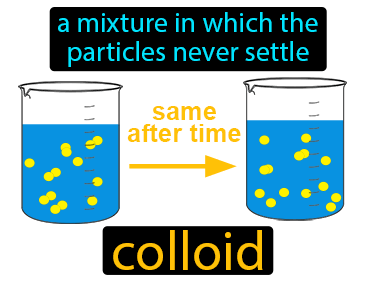 a mixture in which the
particles never settle
same
after time
colloid